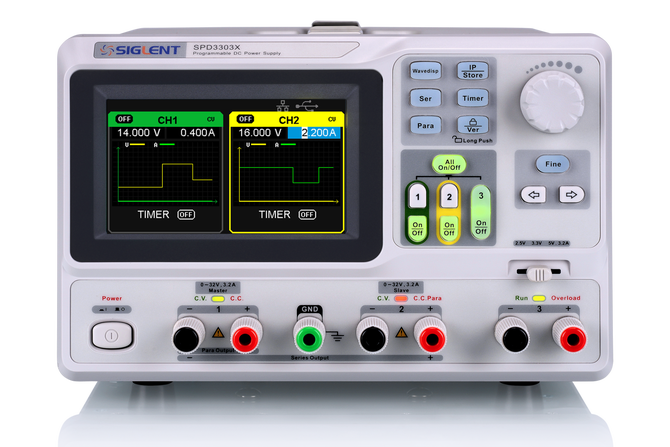 SIGLENT
SPD3303X
Programmable DC Power Supply
OFF CH1 CU
14.000 V 0.400A
U A
TIMER OFF
OFF CH2 CU
16.000 V 2.200A
U A
TIMER OFF
Wavedisp
IP
Store
Ser
Timer
Para
Ver
Long Push
All
On/Off
Fine
1
2
3
On
Off
On
Off
On
Off
2.5V 3.3V 5V 3.2A
Power
0~32V, 3.2A
Master
C.V. C.C.
− 1 +
GND
0~32V, 3.2A
Slave
C.V. C.C. Para
− 2 +
Run Overload
− 3 +
Para Output
− Series Output +